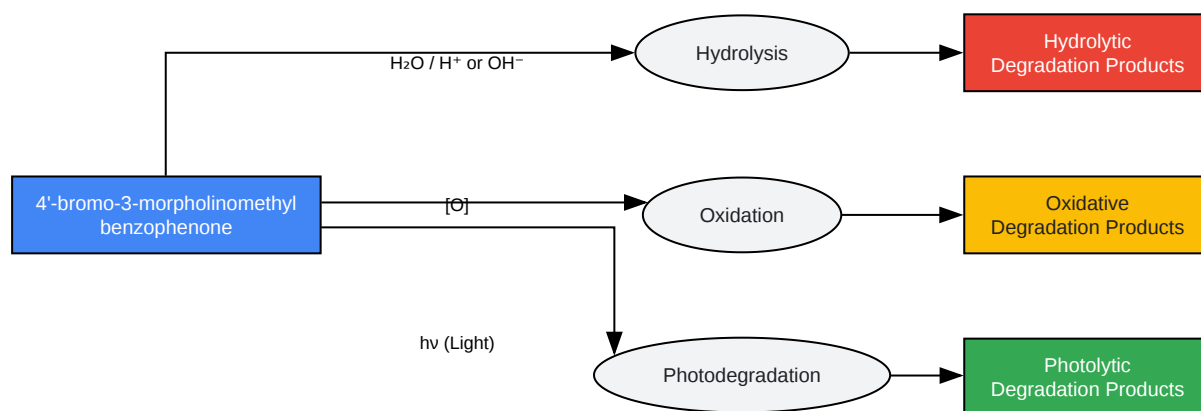 H₂O / H⁺ or OH⁻
Hydrolysis
Hydrolytic
Degradation Products
4'-bromo-3-morpholinomethyl
benzophenone
[O]
Oxidation
Oxidative
Degradation Products
hν (Light)
Photodegradation
Photolytic
Degradation Products